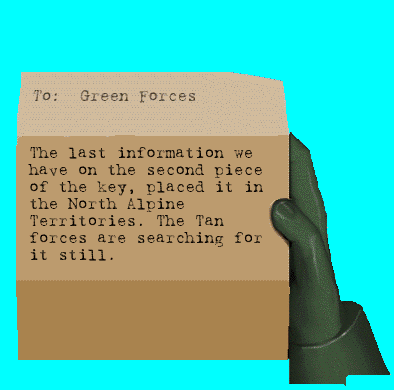 To: Green Forces
The last information we
have on the second piece
of the key, placed it in
the North Alpine
Territories. The Tan
forces are searching for
it still.